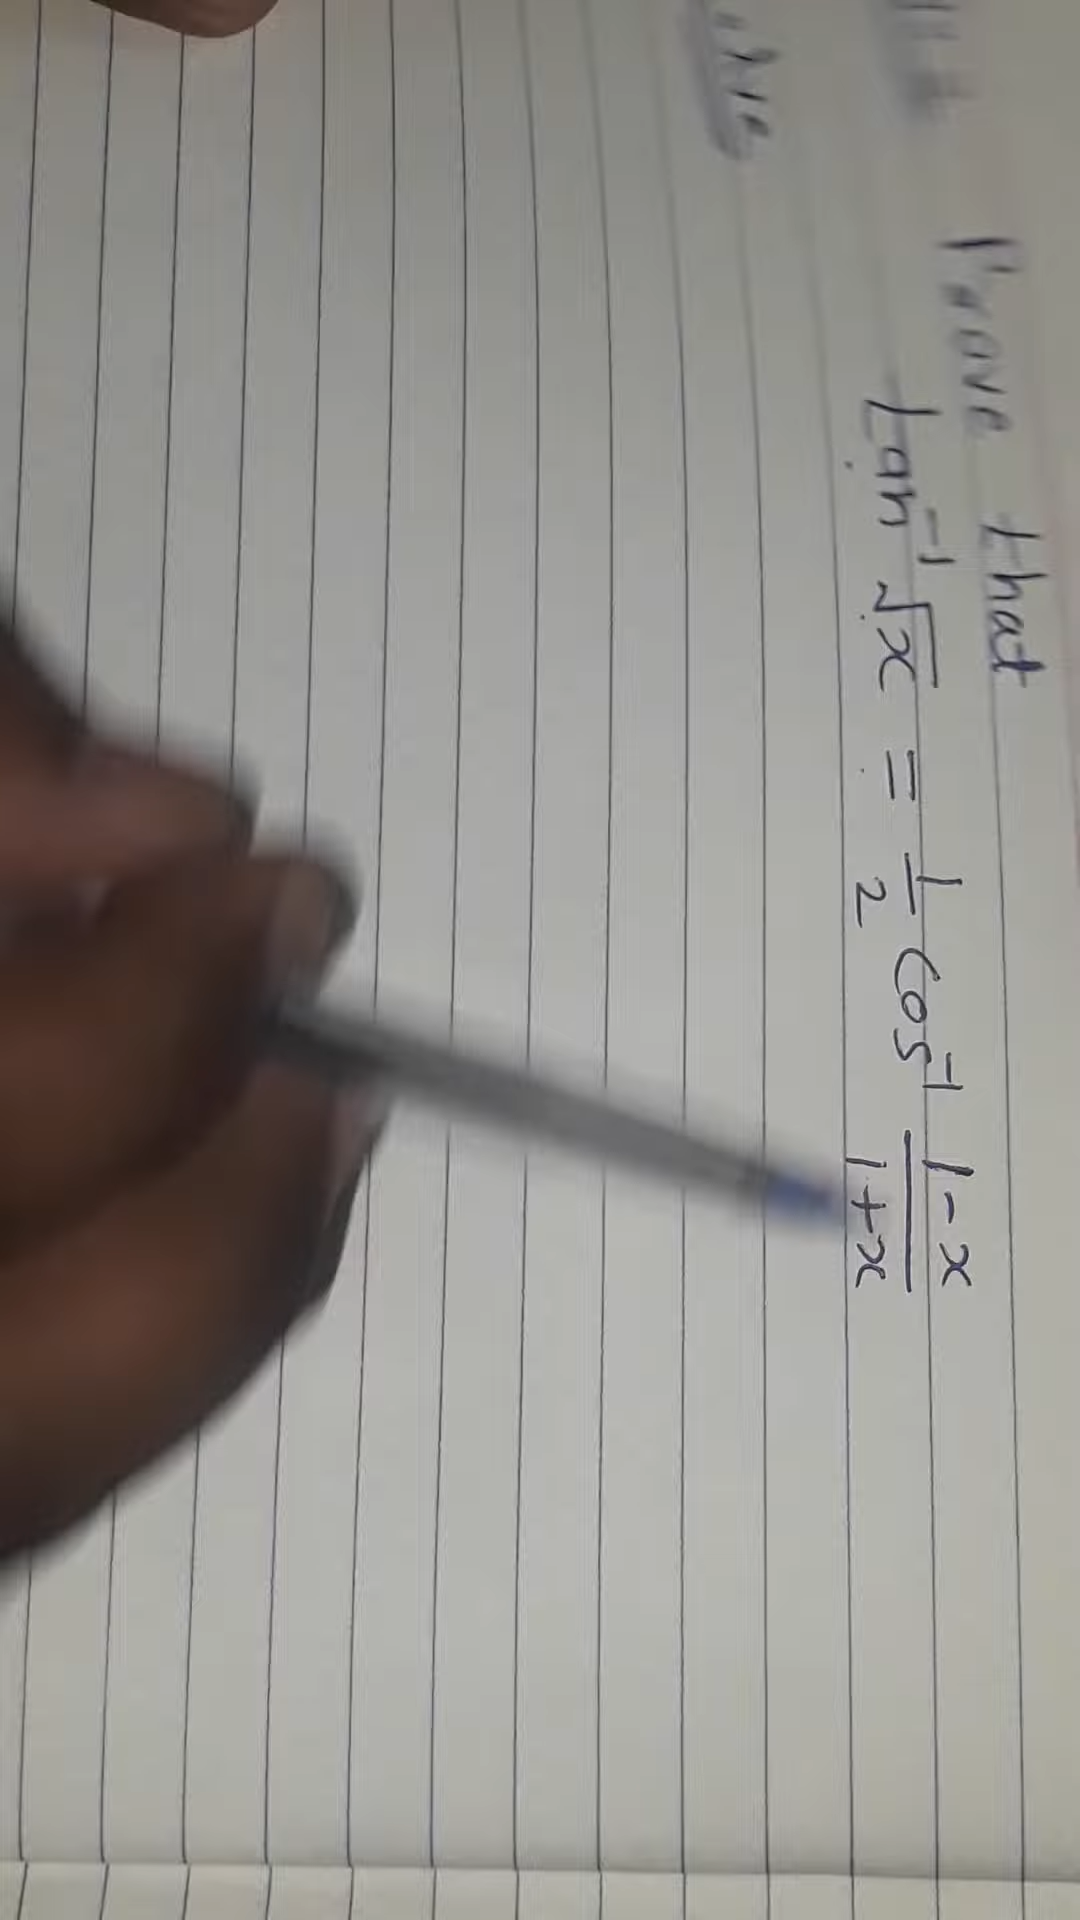 Prove that
tan⁻¹ √x = 1/2 cos⁻¹ 1-x/1+x